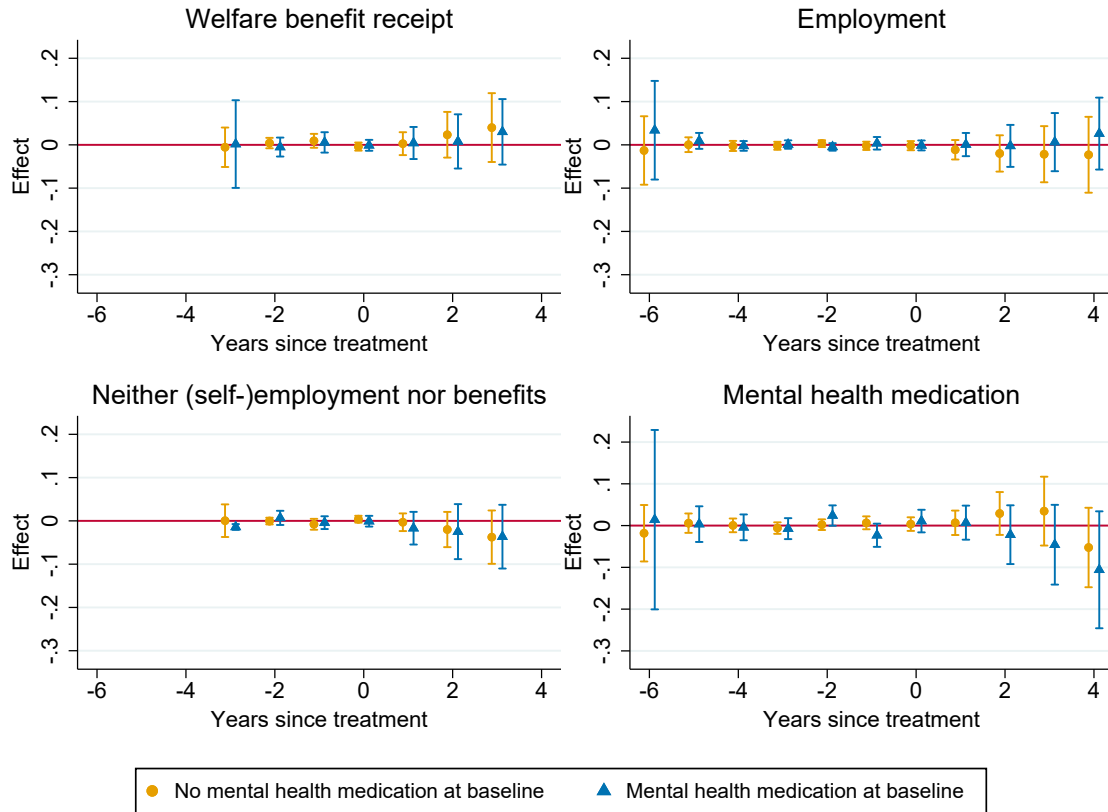 Welfare benefit receipt
Employment
Effect
.2
.1
0
-.1
-.2
-.3
-6 -4 -2 0 2 4
Years since treatment
Effect
.2
.1
0
-.1
-.2
-.3
-6 -4 -2 0 2 4
Years since treatment
Neither (self-)employment nor benefits
Mental health medication
Effect
.2
.1
0
-.1
-.2
-.3
-6 -4 -2 0 2 4
Years since treatment
Effect
.2
.1
0
-.1
-.2
-.3
-6 -4 -2 0 2 4
Years since treatment
No mental health medication at baseline
Mental health medication at baseline